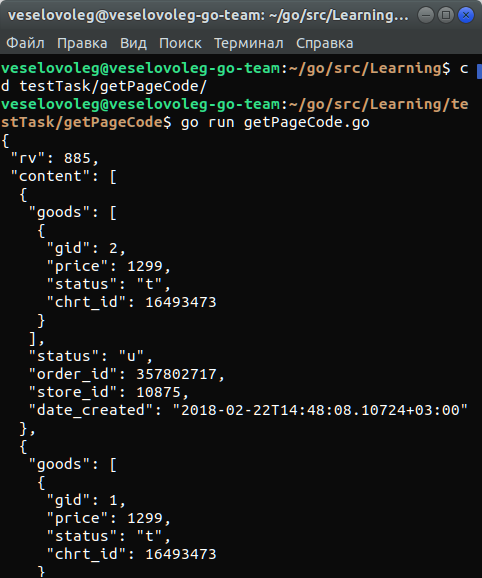 veselovoleg@veselovoleg-go-team: ~/go/src/Learning...
Файл Правка Вид Поиск Терминал Справка
veselovoleg@veselovoleg-go-team:~/go/src/Learning$ c
d testTask/getPageCode/
veselovoleg@veselovoleg-go-team:~/go/src/Learning/te
stTask/getPageCode$ go run getPageCode.go
{
 "rv": 885,
 "content": [
  {
   "goods": [
    {
     "gid": 2,
     "price": 1299,
     "status": "t",
     "chrt_id": 16493473
    }
   ],
   "status": "u",
   "order_id": 357802717,
   "store_id": 10875,
   "date_created": "2018-02-22T14:48:08.10724+03:00"
  },
  {
   "goods": [
    {
     "gid": 1,
     "price": 1299,
     "status": "t",
     "chrt_id": 16493473
    }